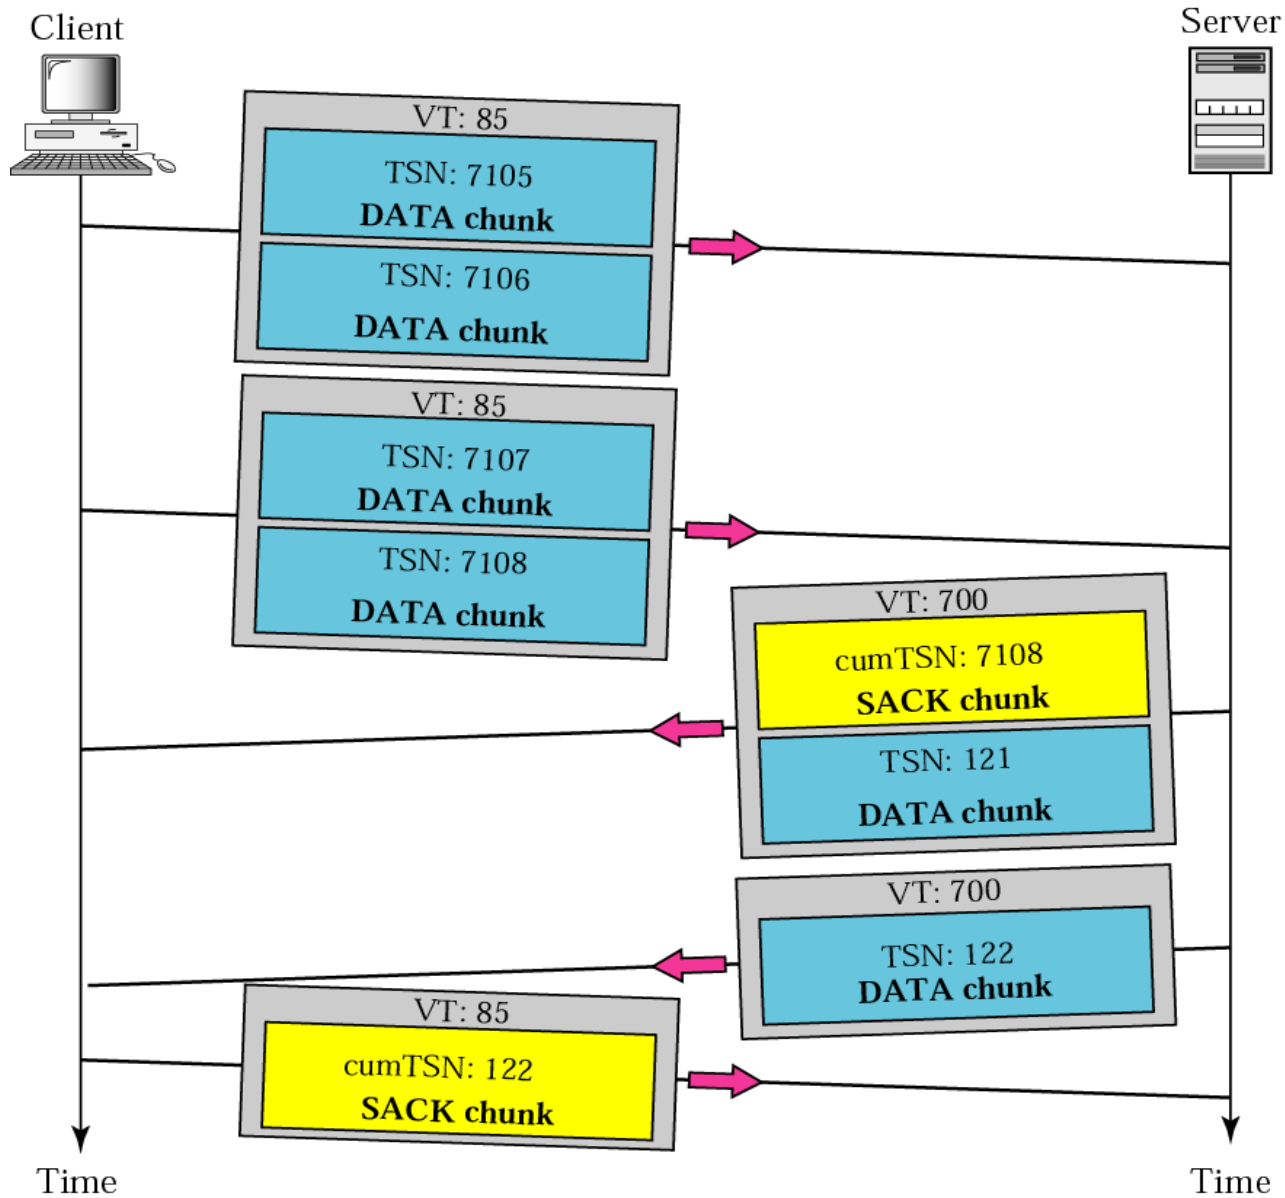 Client
Server
VT: 85
TSN: 7105
DATA chunk
TSN: 7106
DATA chunk
VT: 85
TSN: 7107
DATA chunk
TSN: 7108
DATA chunk
VT: 700
cumTSN: 7108
SACK chunk
TSN: 121
DATA chunk
VT: 700
TSN: 122
DATA chunk
VT: 85
cumTSN: 122
SACK chunk
Time
Time